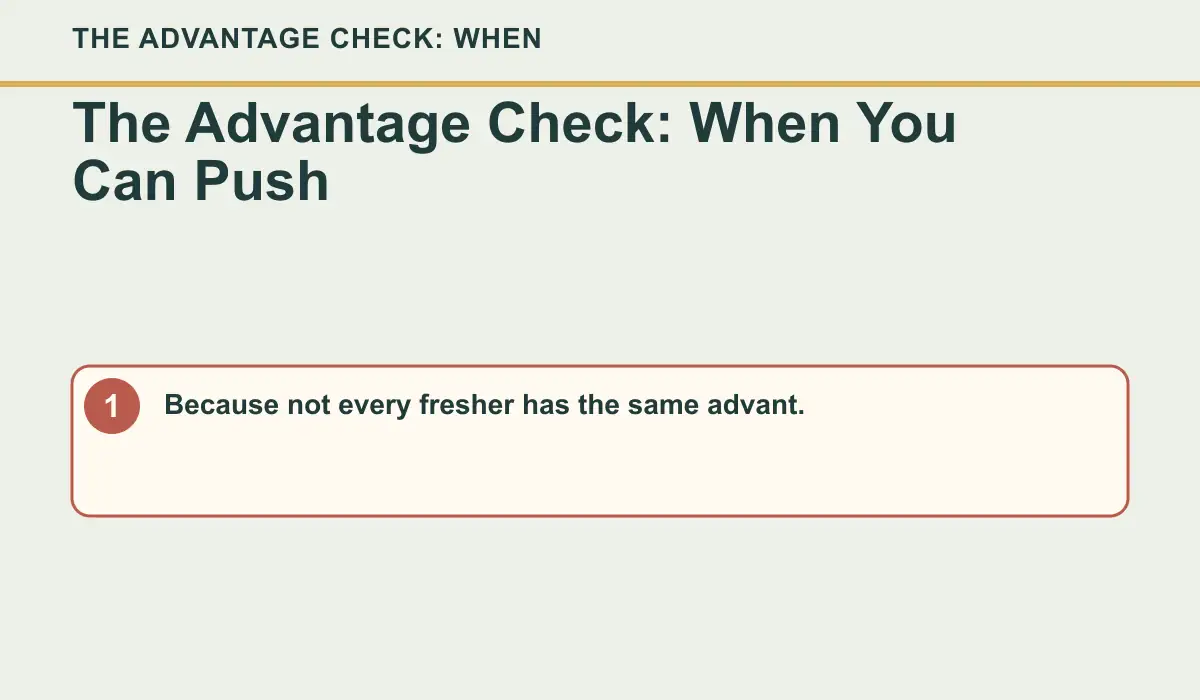 THE ADVANTAGE CHECK: WHEN
The Advantage Check: When You
Can Push
1
Because not every fresher has the same advant.